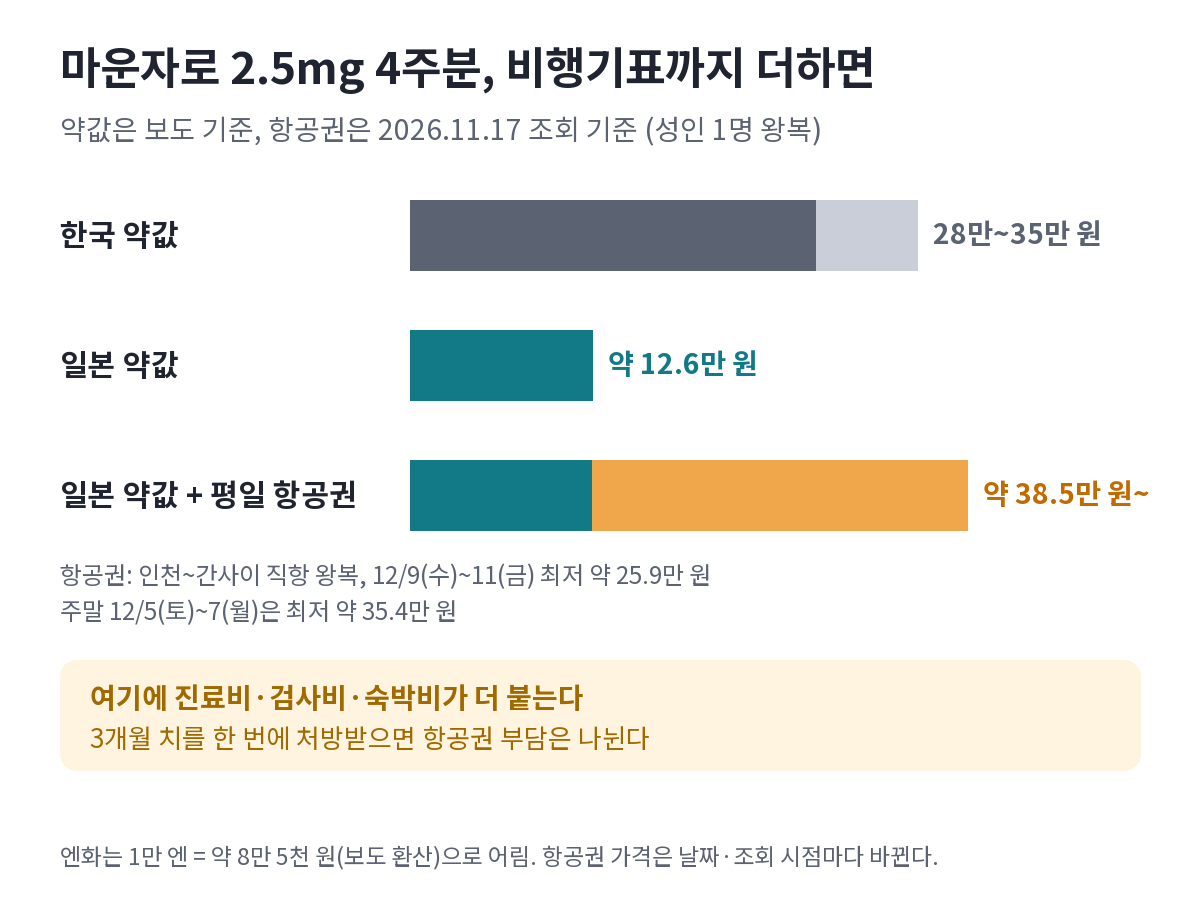 마운자로 2.5mg 4주분, 비행기표까지 더하면
약값은 보도 기준, 항공권은 2026.11.17 조회 기준 (성인 1명 왕복)
한국 약값
28만~35만 원
일본 약값
약 12.6만 원
일본 약값 + 평일 항공권
약 38.5만 원~
항공권: 인천~간사이 직항 왕복, 12/9(수)~11(금) 최저 약 25.9만 원
주말 12/5(토)~7(월)은 최저 약 35.4만 원
여기에 진료비·검사비·숙박비가 더 붙는다
3개월 치를 한 번에 처방받으면 항공권 부담은 나뉜다
엔화는 1만 엔 = 약 8만 5천 원(보도 환산)으로 어림. 항공권 가격은 날짜·조회 시점마다 바뀐다.